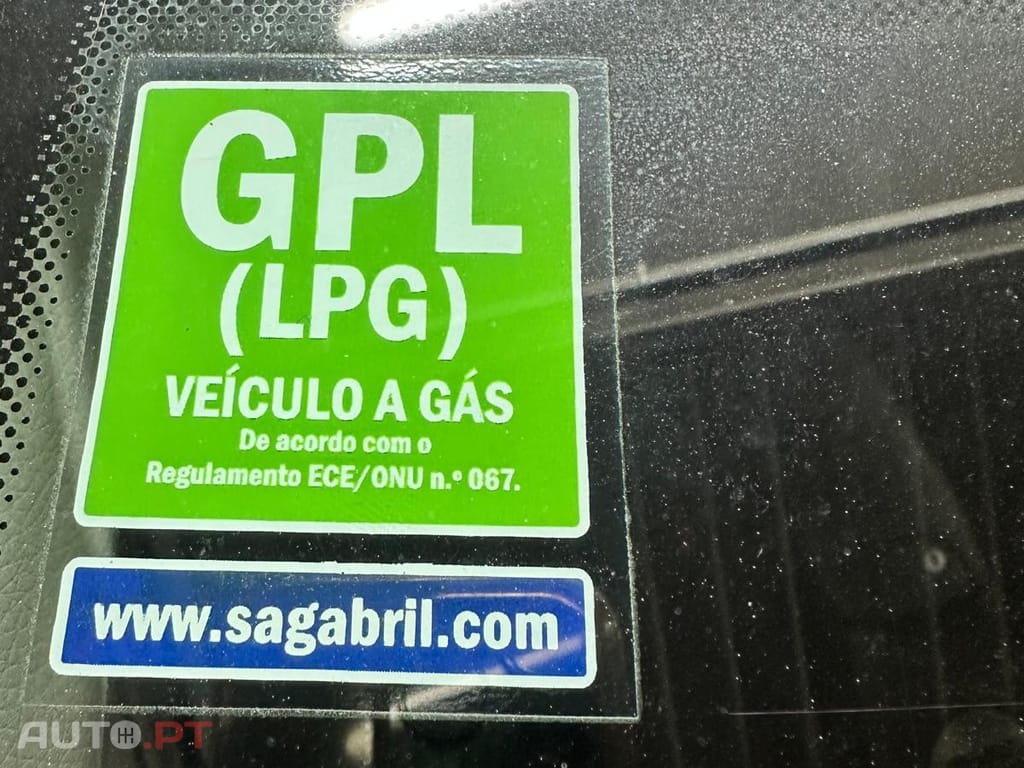 GPL
(LPG)
VEÍCULO A GÁS
De acordo com o
Regulamento ECE/ONU n.º 067.
www.sagabril.com
AUTO.PT